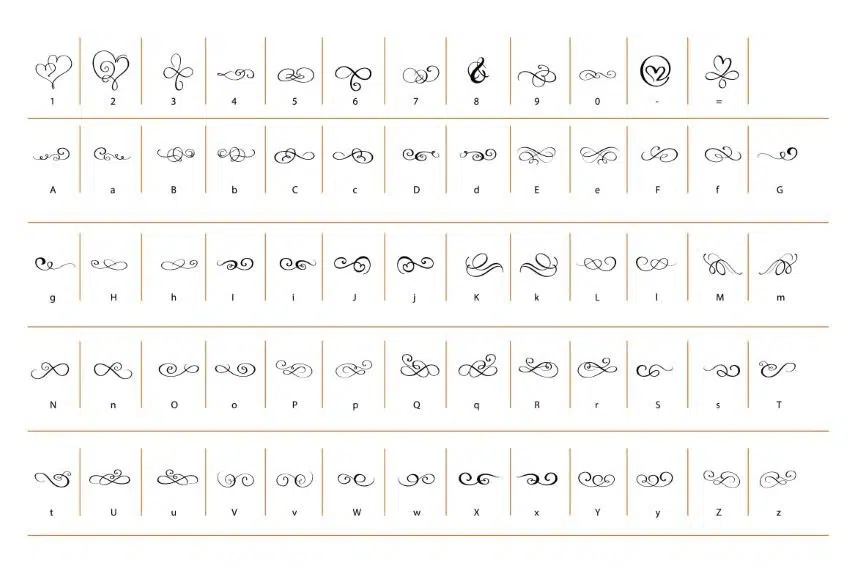 1 2 3 4 5 6 7 8 9 0 - =
A a B b C c D d E e F f G
g H h I i J j K k L l M m
N n O o P p Q q R r S s T
t U u V v W w X x Y y Z z